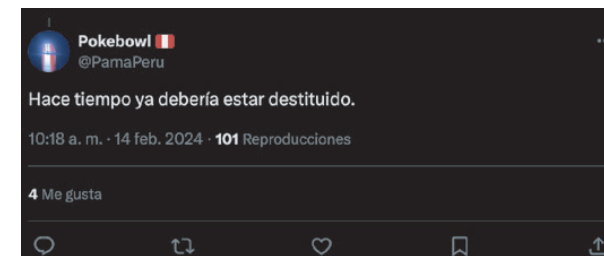 Pokebowl 🇵🇪
@PamaPeru
Hace tiempo ya debería estar destituido.
10:18 a. m. · 14 feb. 2024 · 101 Reproducciones
4 Me gusta